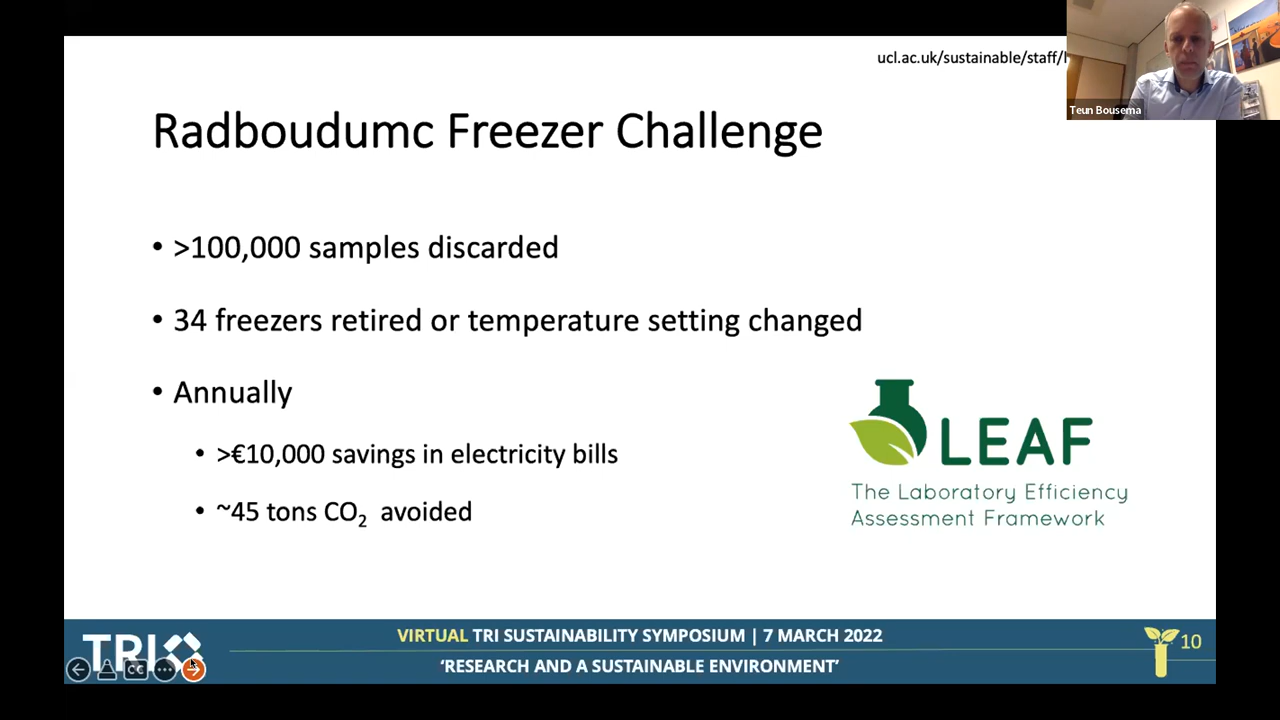 ucl.ac.uk/sustainable/staff/
Teun Bousema
Radboudumc Freezer Challenge
• >100,000 samples discarded
• 34 freezers retired or temperature setting changed
• Annually
• >€10,000 savings in electricity bills
• ~45 tons CO₂ avoided
LEAF
The Laboratory Efficiency
Assessment Framework
TRI
VIRTUAL TRI SUSTAINABILITY SYMPOSIUM | 7 MARCH 2022
'RESEARCH AND A SUSTAINABLE ENVIRONMENT'
10
CC